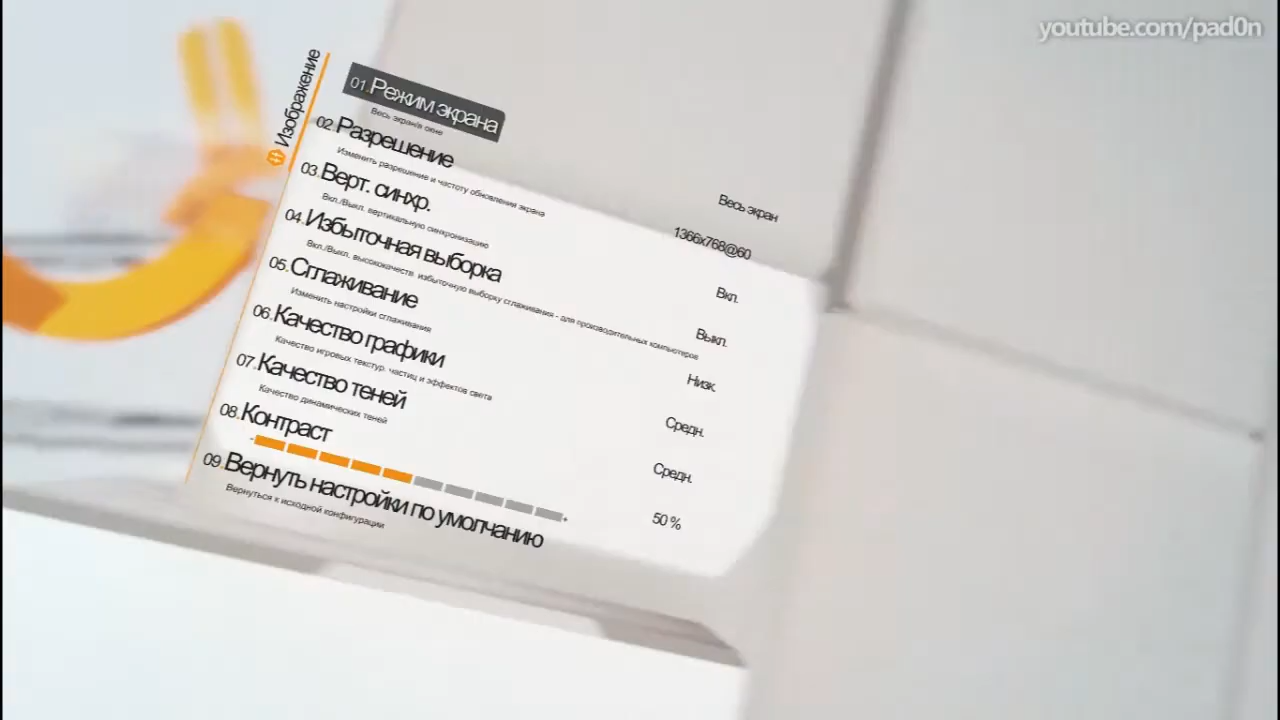 youtube.com/pad0n
Изображение
01.Режим экрана
Весь экран/в окне
Весь экран
02.Разрешение
Изменить разрешение и частоту обновления экрана
1366x768@60
03.Верт. синхр.
Вкл./Выкл. вертикальную синхронизацию
Вкл.
04.Избыточная выборка
Вкл./Выкл. высококачеств. избыточную выборку сглаживания - для производительных компьютеров
Выкл.
05.Сглаживание
Изменить настройки сглаживания
Низк.
06.Качество графики
Качество игровых текстур, частиц и эффектов света
Средн.
07.Качество теней
Качество динамических теней
Средн.
08.Контраст
- +
50 %
09.Вернуть настройки по умолчанию
Вернуться к исходной конфигурации